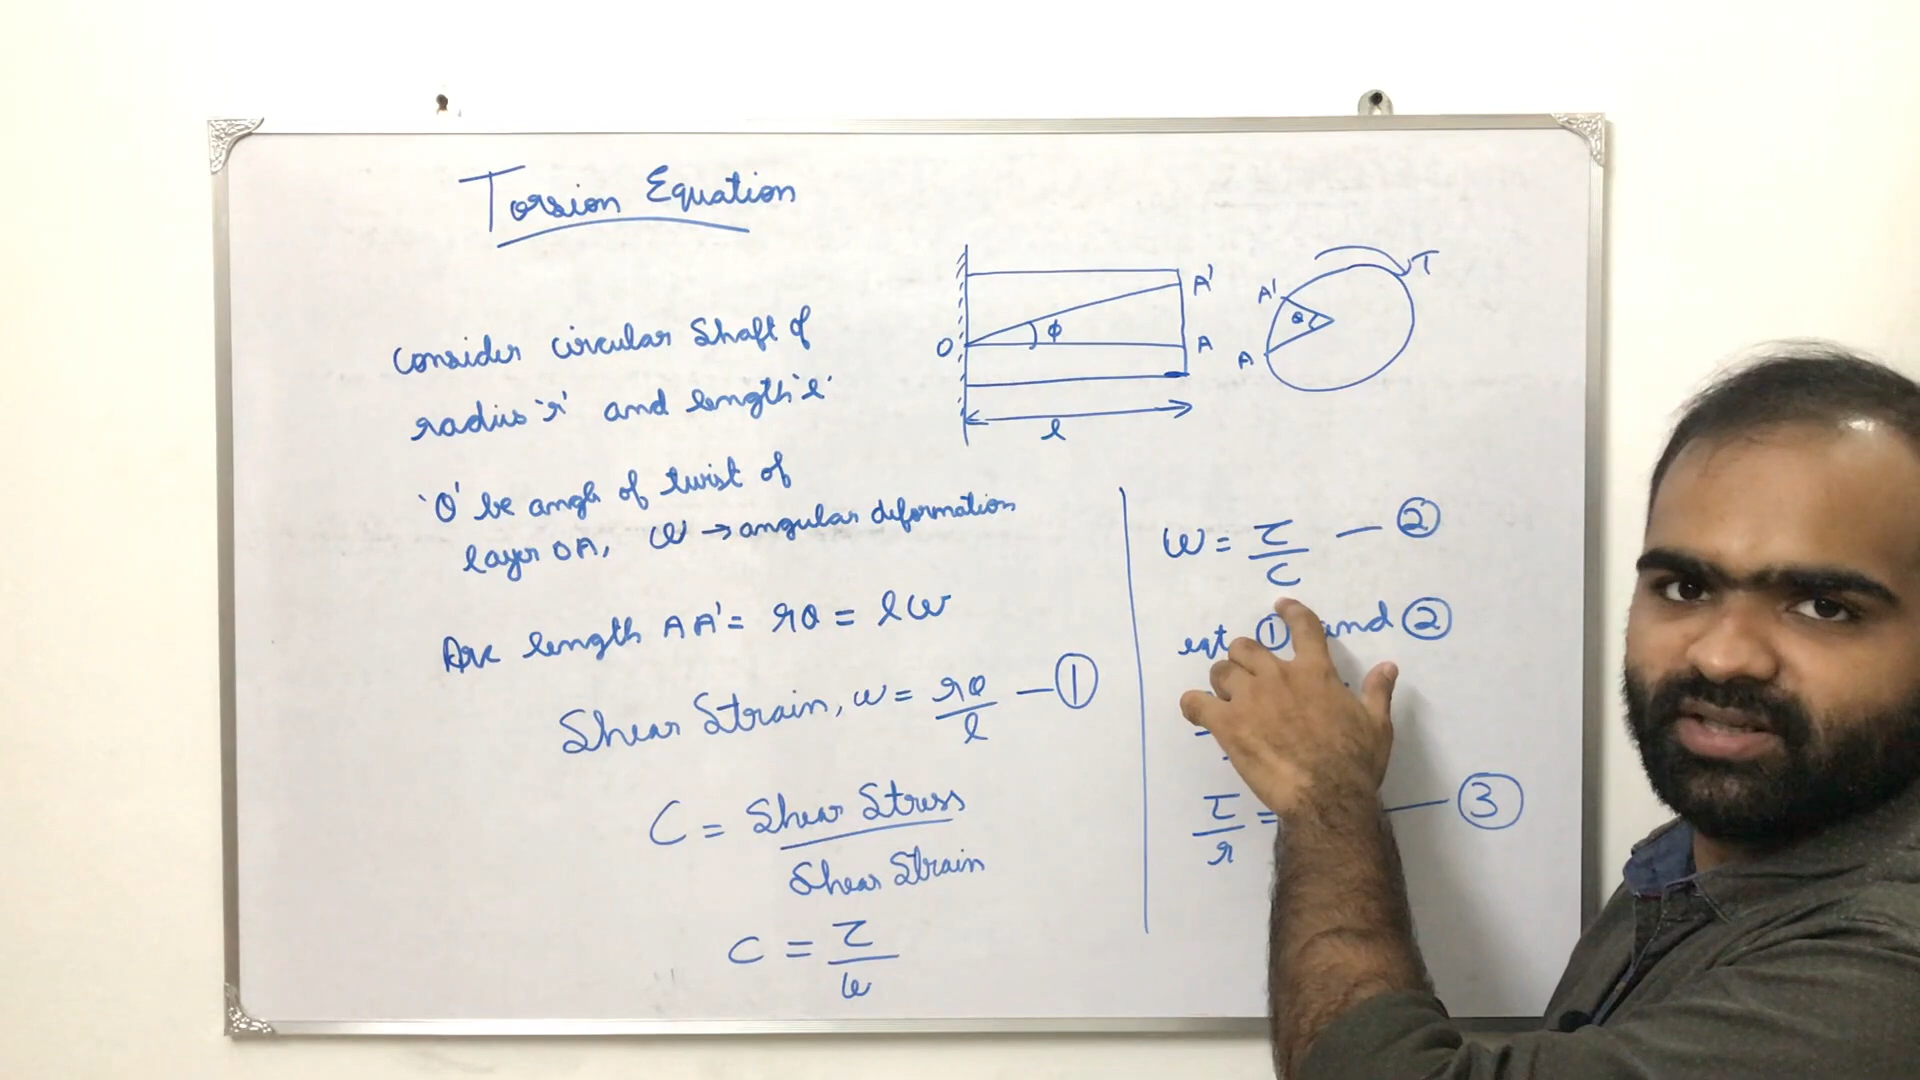 Torsion Equation
Consider circular shaft of
radius 'r' and length 'l'
'θ' be angle of twist of
layer OA, ω → angular deformation
Arc length AA' = rθ = lω
Shear Strain, ω = rθ/l — ①
C = Shear Stress / Shear Strain
C = τ/ω
O
ϕ
A'
A
l
A'
θ
A
T
ω = τ/C — ②
① and ②
τ/r = — ③